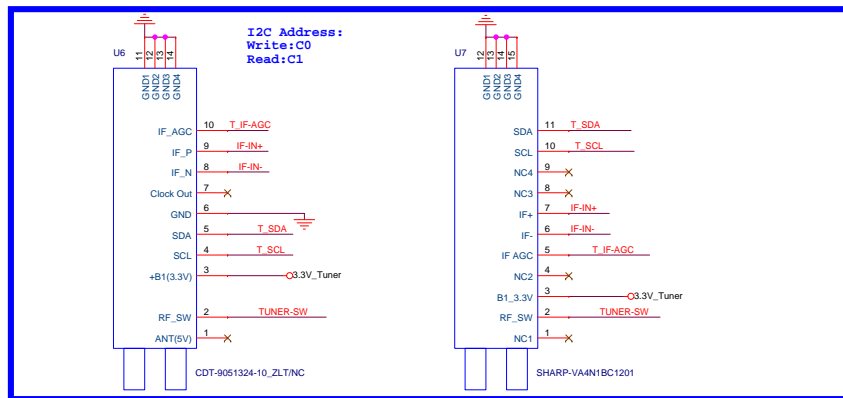 I2C Address:
Write:C0
Read:C1
U6
11
12
13
14
GND1
GND2
GND3
GND4
IF_AGC 10 T_IF-AGC
IF_P 9 IF-IN+
IF_N 8 IF-IN-
Clock Out 7
GND 6
SDA 5 T_SDA
SCL 4 T_SCL
+B1(3.3V) 3 3.3V_Tuner
RF_SW 2 TUNER-SW
ANT(5V) 1
CDT-9051324-10_ZLT/NC
U7
12
13
14
15
GND1
GND2
GND3
GND4
SDA 11 T_SDA
SCL 10 T_SCL
NC4 9
NC3 8
IF+ 7 IF-IN+
IF- 6 IF-IN-
IF AGC 5 T_IF-AGC
NC2 4
B1_3.3V 3 3.3V_Tuner
RF_SW 2 TUNER-SW
NC1 1
SHARP-VA4N1BC1201